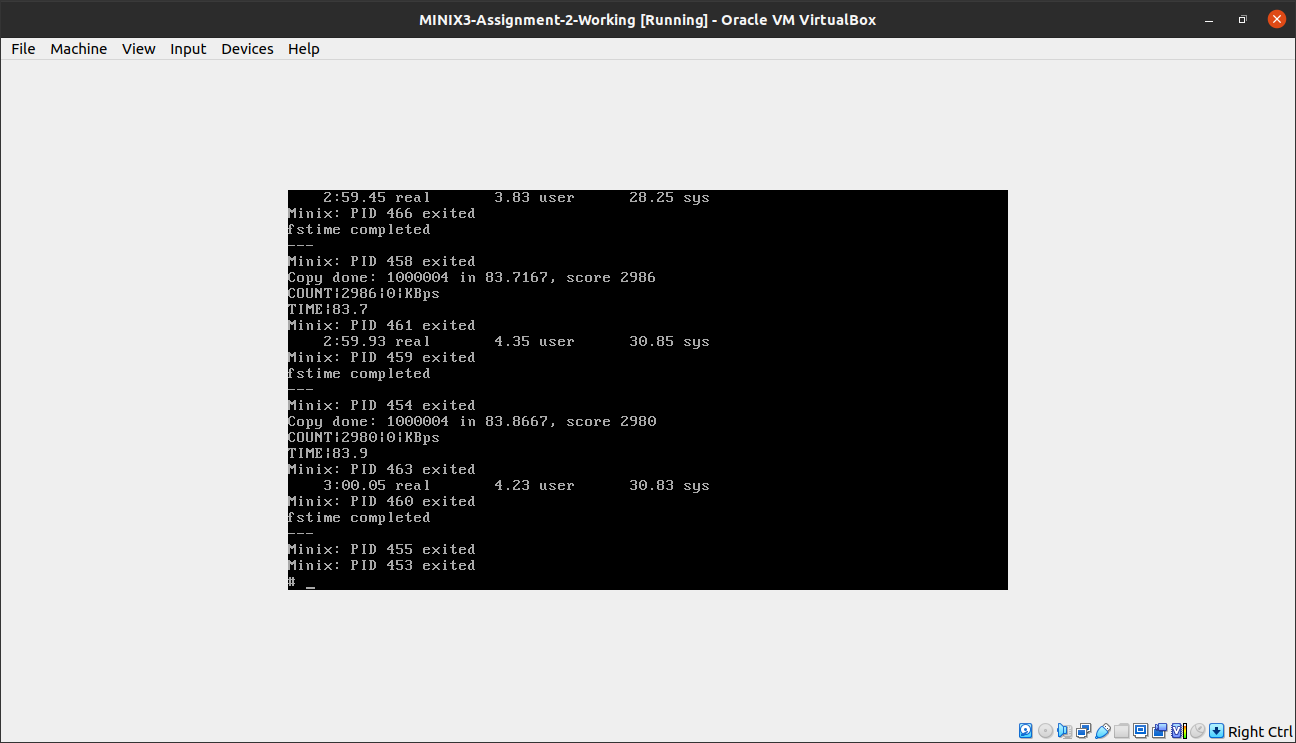 MINIX3-Assignment-2-Working [Running] - Oracle VM VirtualBox
File Machine View Input Devices Help
2:59.45 real 3.83 user 28.25 sys
Minix: PID 466 exited
fstime completed
---
Minix: PID 458 exited
Copy done: 1000004 in 83.7167, score 2986
COUNT|2986|0|KBps
TIME|83.7
Minix: PID 461 exited
2:59.93 real 4.35 user 30.85 sys
Minix: PID 459 exited
fstime completed
---
Minix: PID 454 exited
Copy done: 1000004 in 83.8667, score 2980
COUNT|2980|0|KBps
TIME|83.9
Minix: PID 463 exited
3:00.05 real 4.23 user 30.83 sys
Minix: PID 460 exited
fstime completed
---
Minix: PID 455 exited
Minix: PID 453 exited
# _
Right Ctrl